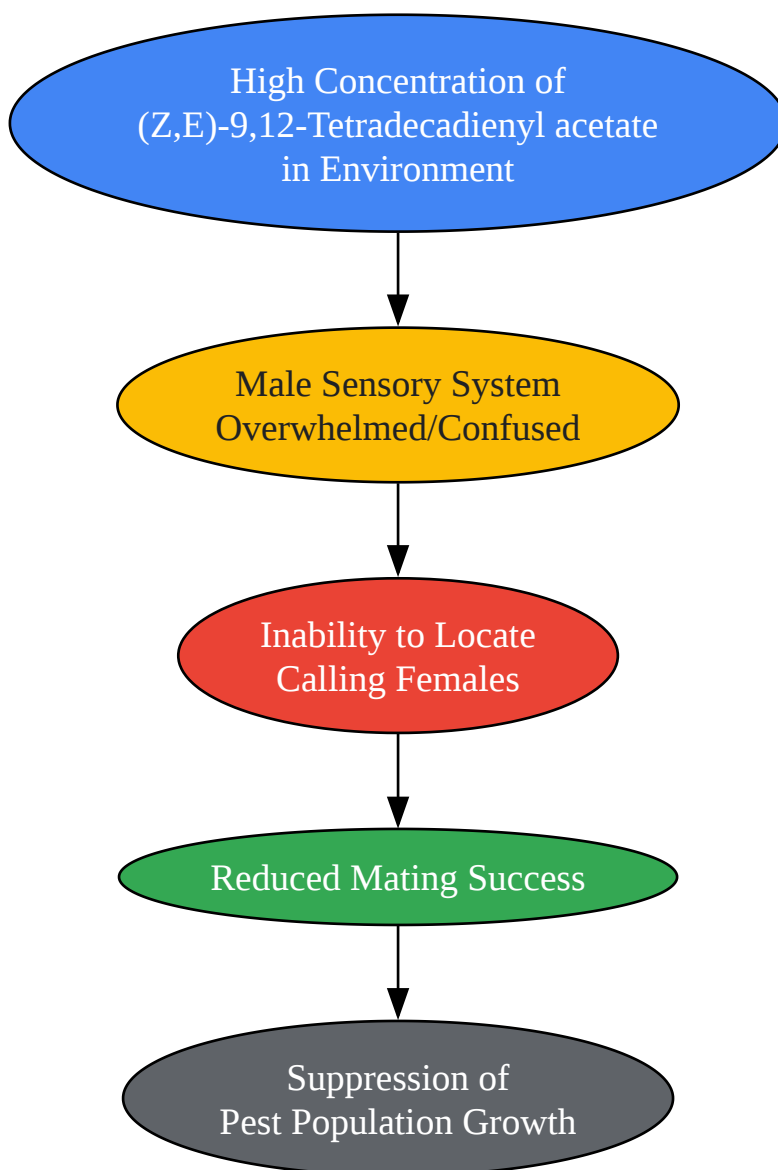 High Concentration of
(Z,E)-9,12-Tetradecadienyl acetate
in Environment
Male Sensory System
Overwhelmed/Confused
Inability to Locate
Calling Females
Reduced Mating Success
Suppression of
Pest Population Growth